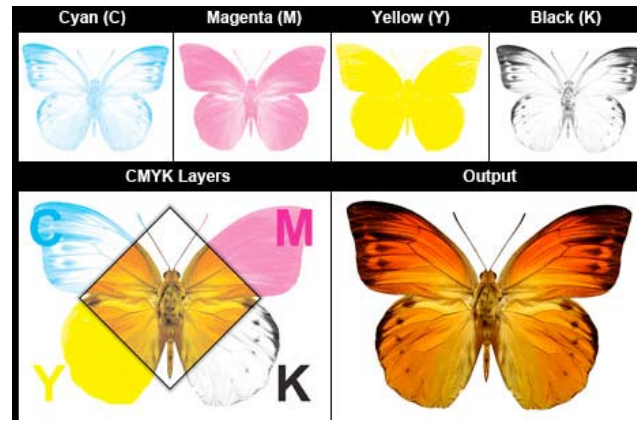 Cyan (C)
Magenta (M)
Yellow (Y)
Black (K)
CMYK Layers
Output
C
M
Y
K